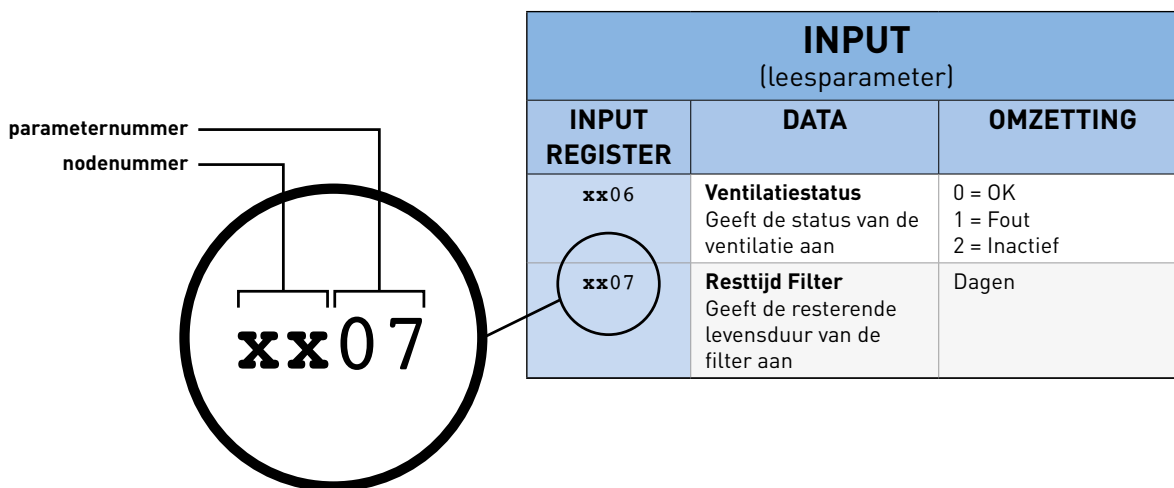 INPUT
(leesparameter)
INPUT
REGISTER
DATA
OMZETTING
xx06
Ventilatiestatus
Geeft de status van de
ventilatie aan
0 = OK
1 = Fout
2 = Inactief
xx07
Resttijd Filter
Geeft de resterende
levensduur van de
filter aan
Dagen
parameternummer
nodenummer
xx07